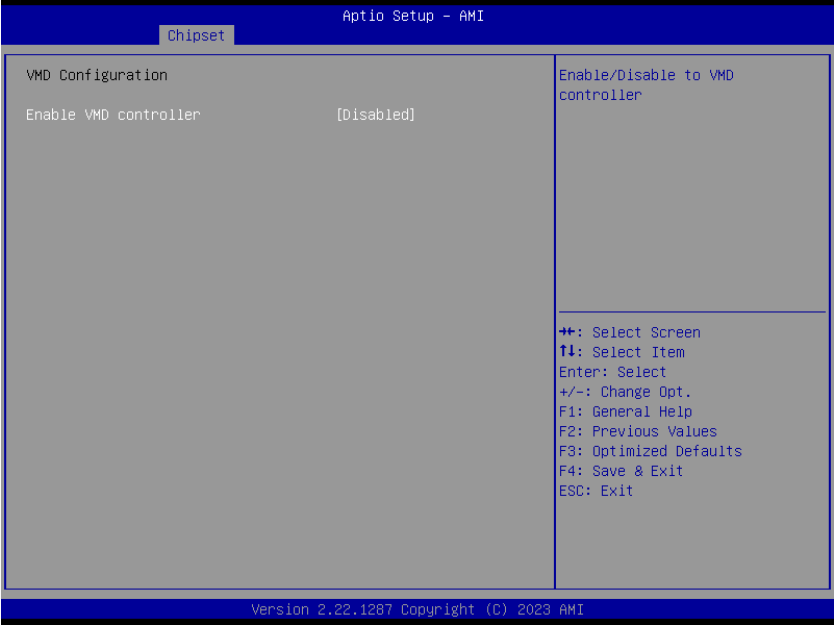 Aptio Setup - AMI
Chipset
VMD Configuration
Enable VMD controller [Disabled]
Enable/Disable to VMD
controller
→←: Select Screen
↑↓: Select Item
Enter: Select
+/-: Change Opt.
F1: General Help
F2: Previous Values
F3: Optimized Defaults
F4: Save & Exit
ESC: Exit
Version 2.22.1287 Copyright (C) 2023 AMI